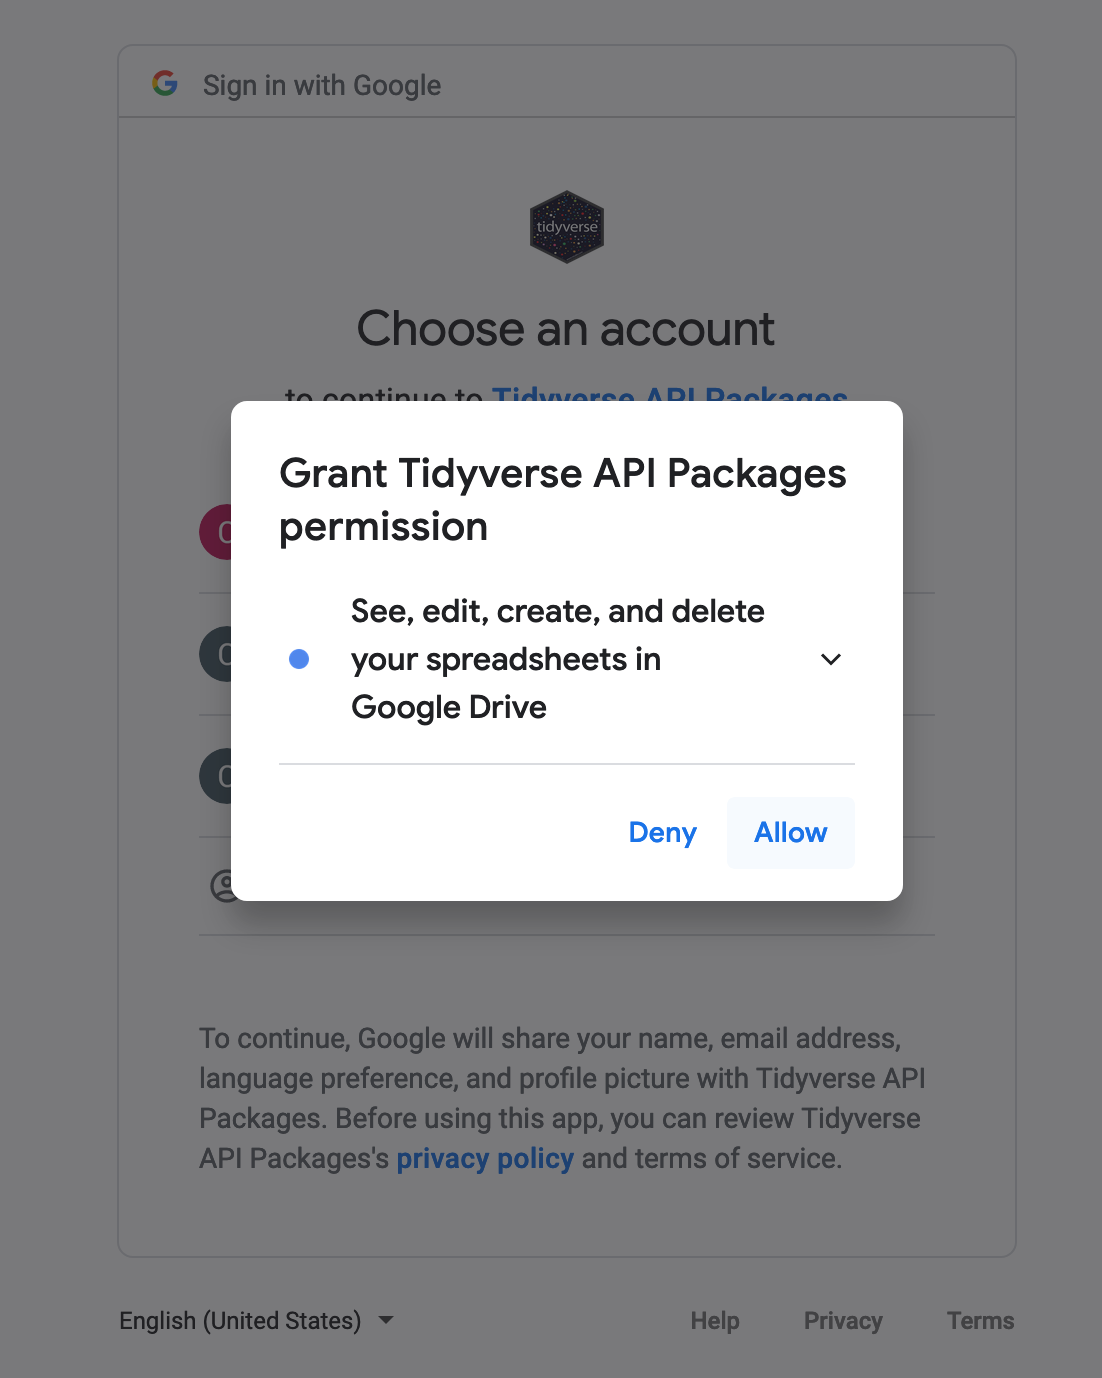 Sign in with Google
tidyverse
Choose an account
to continue to Tidyverse API Packages
Grant Tidyverse API Packages
permission
See, edit, create, and delete
your spreadsheets in
Google Drive
Deny Allow
To continue, Google will share your name, email address,
language preference, and profile picture with Tidyverse API
Packages. Before using this app, you can review Tidyverse
API Packages's privacy policy and terms of service.
English (United States) Help Privacy Terms